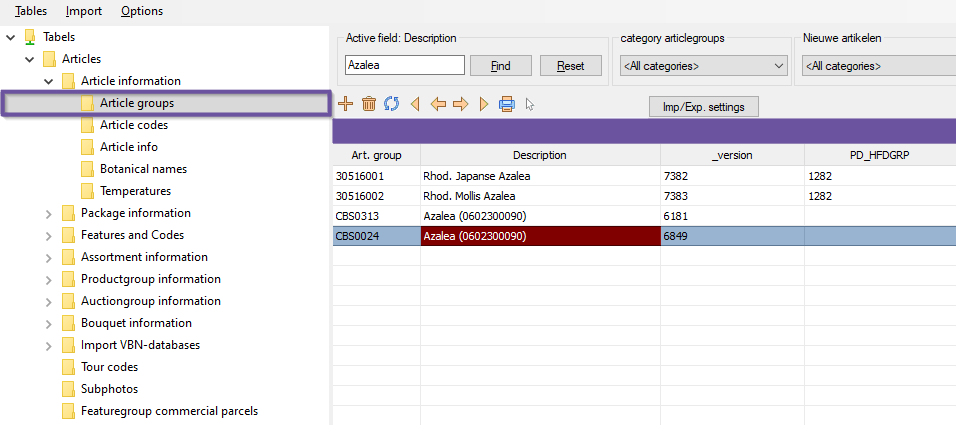 Tables Import Options
Tabels
Articles
Article information
Article groups
Article codes
Article info
Botanical names
Temperatures
Package information
Features and Codes
Assortment information
Productgroup information
Auctiongroup information
Bouquet information
Import VBN-databases
Tour codes
Subphotos
Featuregroup commercial parcels
Active field: Description
Azalea Find Reset
category articlegroups
<All categories>
Nieuwe artikelen
<All categories>
Imp/Exp. settings
Art. group Description _version PD_HFDGRP
30516001 Rhod. Japanse Azalea 7382 1282
30516002 Rhod. Mollis Azalea 7383 1282
CBS0313 Azalea (0602300090) 6181
CBS0024 Azalea (0602300090) 6849